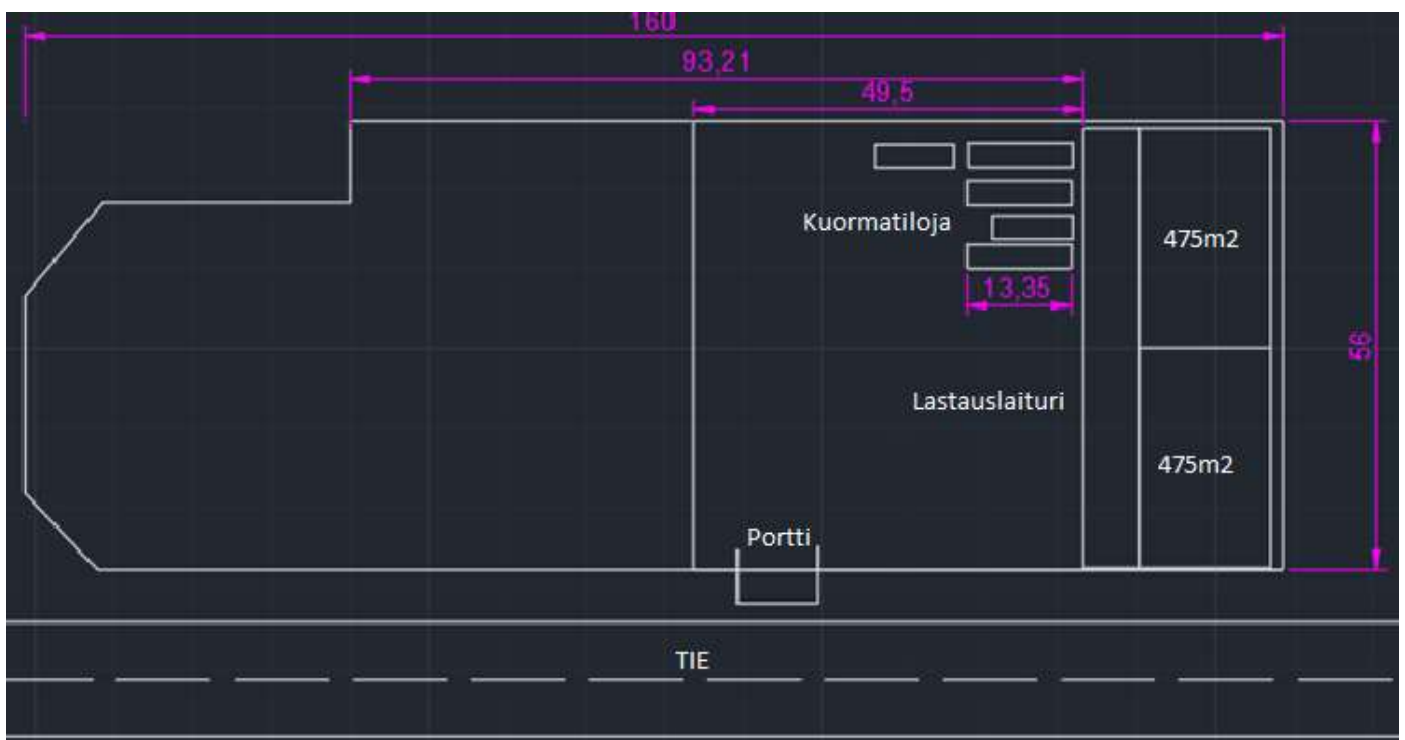 160
93,21
49,5
Kuormatiloja
475m2
13,35
56
Lastauslaituri
475m2
Portti
TIE